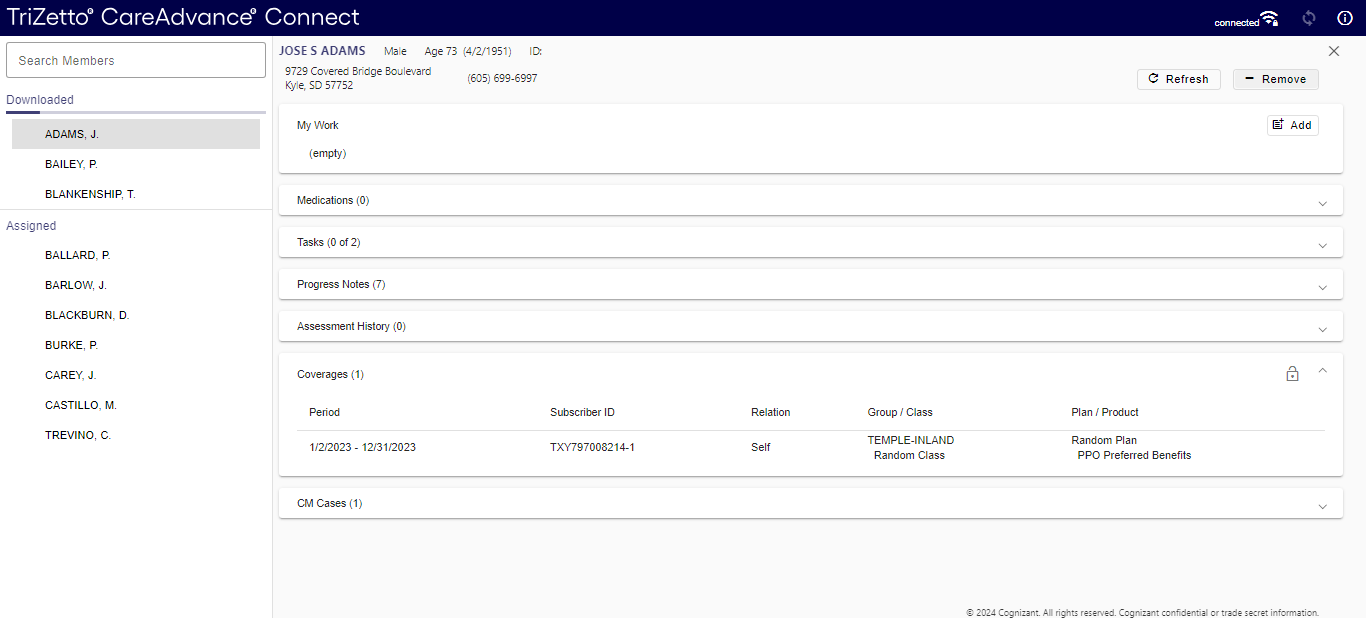 TriZetto® CareAdvance® Connect
connected
Search Members
Downloaded
ADAMS, J.
BAILEY, P.
BLANKENSHIP, T.
Assigned
BALLARD, P.
BARLOW, J.
BLACKBURN, D.
BURKE, P.
CAREY, J.
CASTILLO, M.
TREVINO, C.
JOSE S ADAMS Male Age 73 (4/2/1951) ID:
9729 Covered Bridge Boulevard
Kyle, SD 57752
(605) 699-6997
Refresh
Remove
My Work
Add
(empty)
Medications (0)
Tasks (0 of 2)
Progress Notes (7)
Assessment History (0)
Coverages (1)
Period Subscriber ID Relation Group / Class Plan / Product
1/2/2023 - 12/31/2023 TXY797008214-1 Self TEMPLE-INLAND Random Plan
Random Class PPO Preferred Benefits
CM Cases (1)
© 2024 Cognizant. All rights reserved. Cognizant confidential or trade secret information.